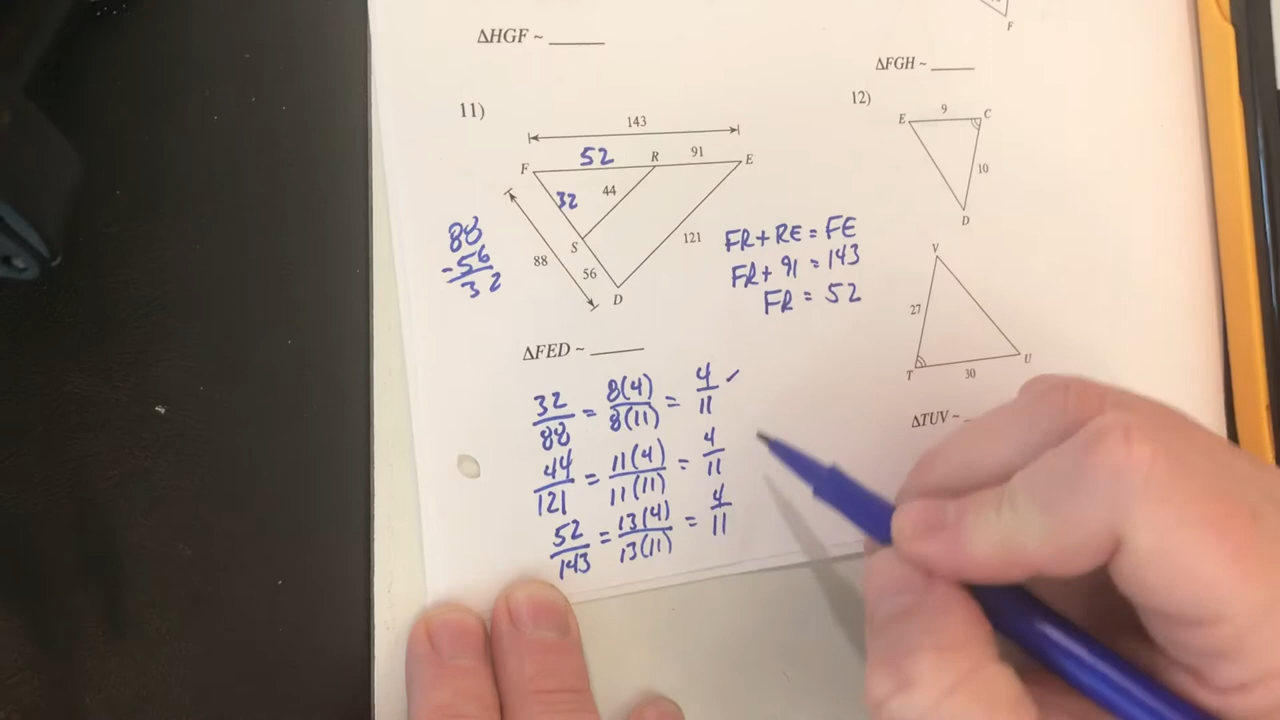 F
ΔHGF ~ ______
ΔFGH ~ ______
11)
143
F
52
R
91
E
32
44
S
88
56
121
D
88
-56
32
FR + RE = FE
FR + 91 = 143
FR = 52
ΔFED ~ ______
32/88 = 8(4)/8(11) = 4/11 ✓
44/121 = 11(4)/11(11) = 4/11
52/143 = 13(4)/13(11) = 4/11
12)
9
E
C
10
D
V
27
T
U
30
ΔTUV ~ _